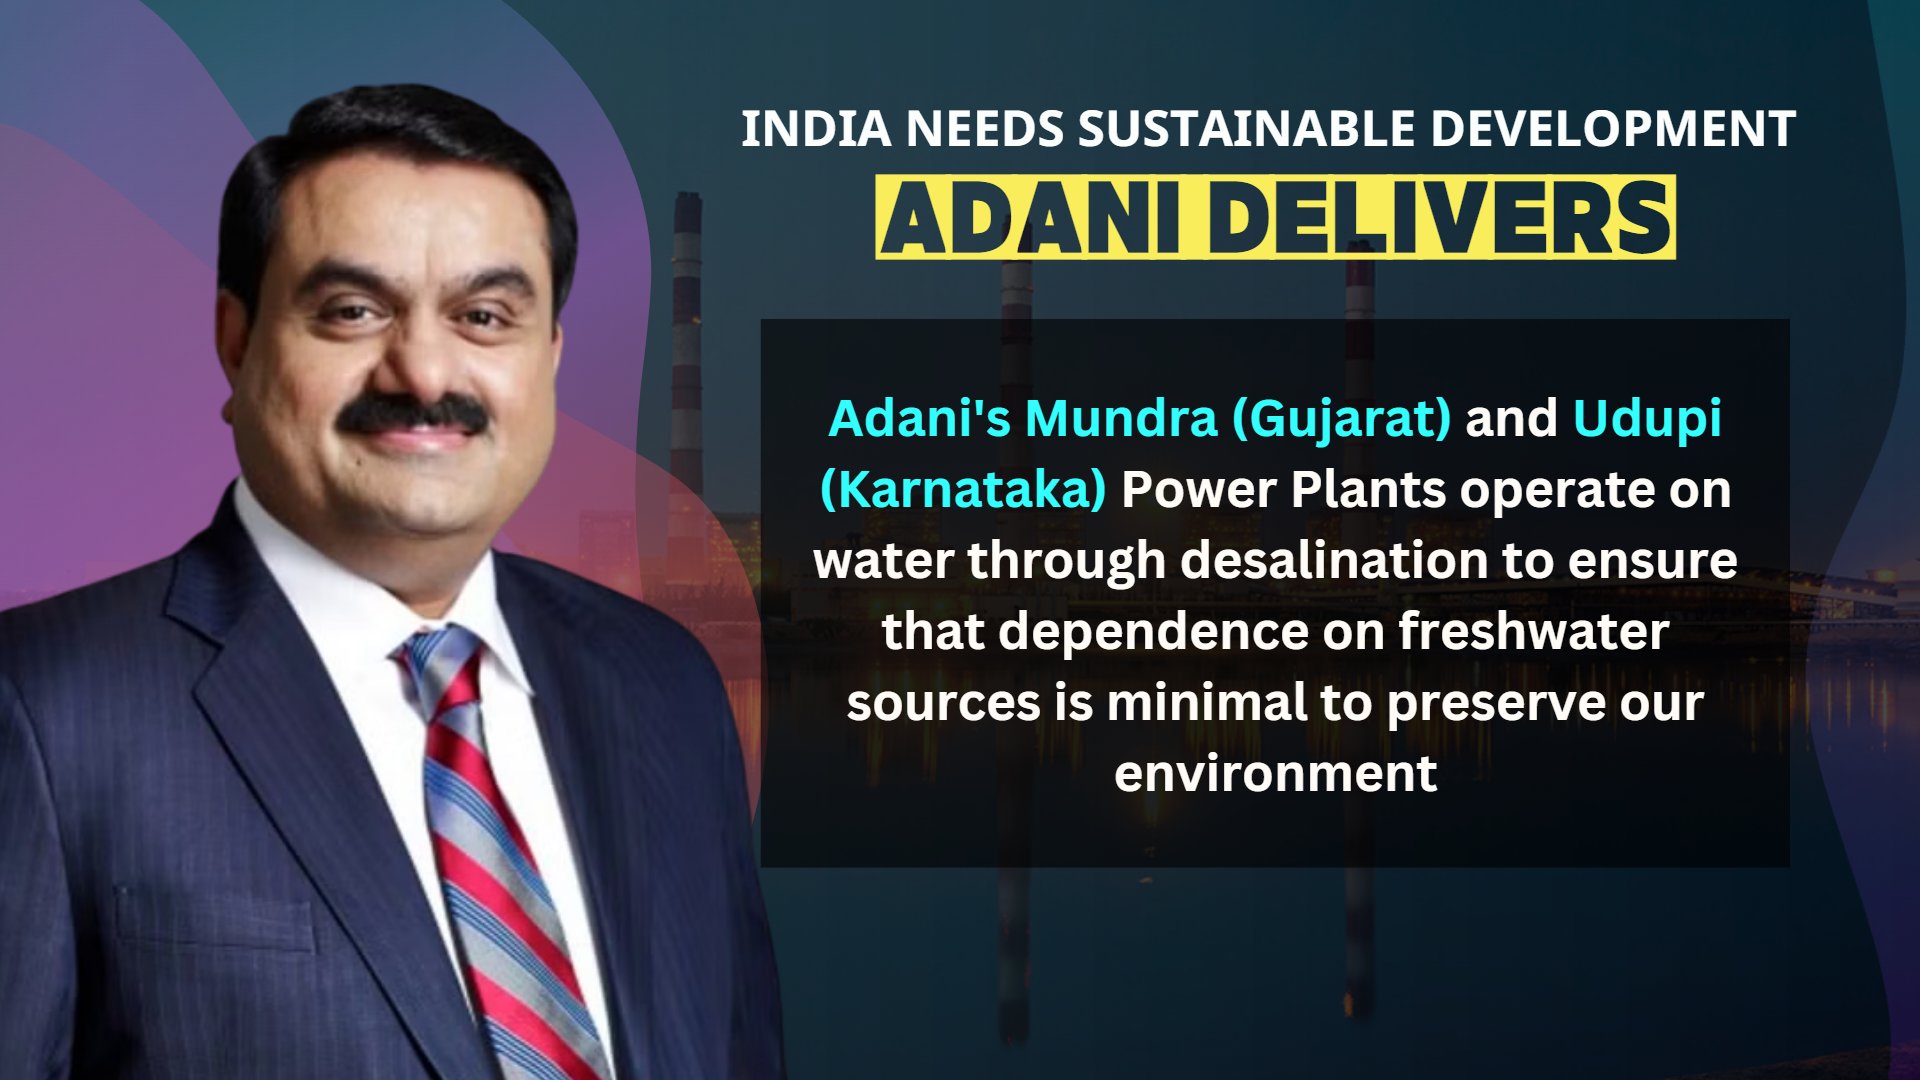 INDIA NEEDS SUSTAINABLE DEVELOPMENT
ADANI DELIVERS
Adani's Mundra (Gujarat) and Udupi
(Karnataka) Power Plants operate on
water through desalination to ensure
that dependence on freshwater
sources is minimal to preserve our
environment